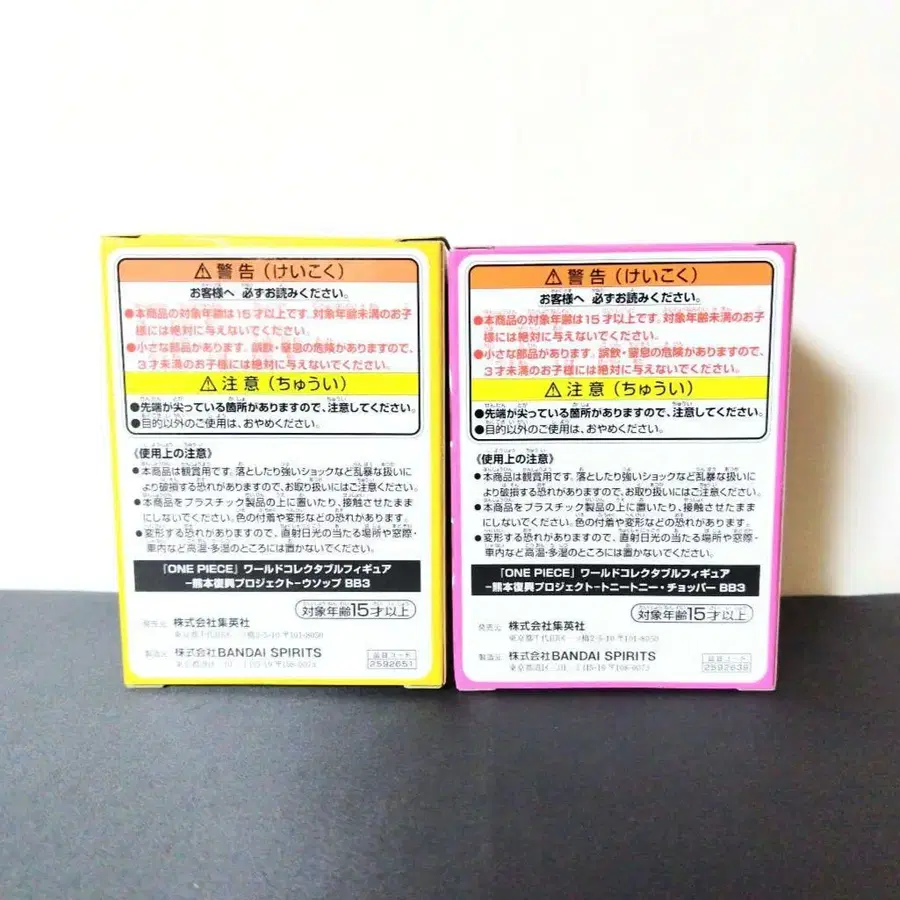 ⚠ 警告(けいこく)
お客様へ 必ずお読みください。
●本商品の対象年齢は15才以上です。対象年齢未満のお子
様には絶対に与えないでください。
●小さな部品があります。誤飲・窒息の危険がありますので、
3才未満のお子様には絶対に与えないでください。
⚠ 注意(ちゅうい)
●先端が尖っている箇所がありますので、注意してください。
●目的以外のご使用は、おやめください。
《使用上の注意》
●本商品は観賞用です。落としたり強いショックなど乱暴な扱いに
より破損する恐れがありますので、お取り扱いにはご注意ください。
●本商品をプラスチック製品の上に置いたり、接触させたまま
にしないでください。色の付着や変形などの恐れがあります。
●変形する恐れがありますので、直射日光の当たる場所や窓際・
車内など高温・多湿のところには置かないでください。
『ONE PIECE』ワールドコレクタブルフィギュア
-熊本復興プロジェクト-ウソップ BB3
対象年齢15才以上
発売元 株式会社集英社
製造元 株式会社BANDAI SPIRITS
品番コード
2592651
⚠ 警告(けいこく)
お客様へ 必ずお読みください。
●本商品の対象年齢は15才以上です。対象年齢未満のお子
様には絶対に与えないでください。
●小さな部品があります。誤飲・窒息の危険がありますので、
3才未満のお子様には絶対に与えないでください。
⚠ 注意(ちゅうい)
●先端が尖っている箇所がありますので、注意してください。
●目的以外のご使用は、おやめください。
《使用上の注意》
●本商品は観賞用です。落としたり強いショックなど乱暴な扱いに
より破損する恐れがありますので、お取り扱いにはご注意ください。
●本商品をプラスチック製品の上に置いたり、接触させたまま
にしないでください。色の付着や変形などの恐れがあります。
●変形する恐れがありますので、直射日光の当たる場所や窓際・
車内など高温・多湿のところには置かないでください。
『ONE PIECE』ワールドコレクタブルフィギュア
-熊本復興プロジェクト-トニートニー・チョッパー BB3
対象年齢15才以上
発売元 株式会社集英社
製造元 株式会社BANDAI SPIRITS
品番コード
2592639